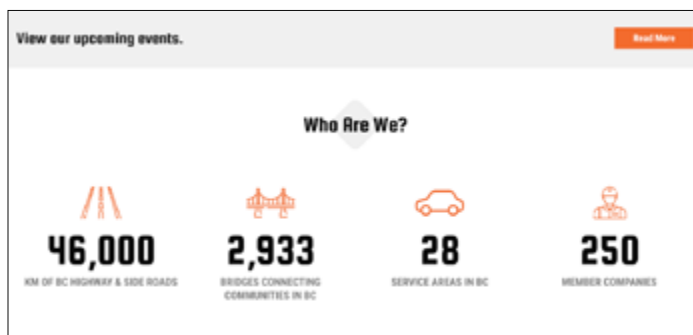 View our upcoming events.
Read More
Who Are We?
46,000
2,933
28
250
KM OF BC HIGHWAY & SIDE ROADS
BRIDGES CONNECTING
COMMUNITIES IN BC
SERVICE AREAS IN BC
MEMBER COMPANIES